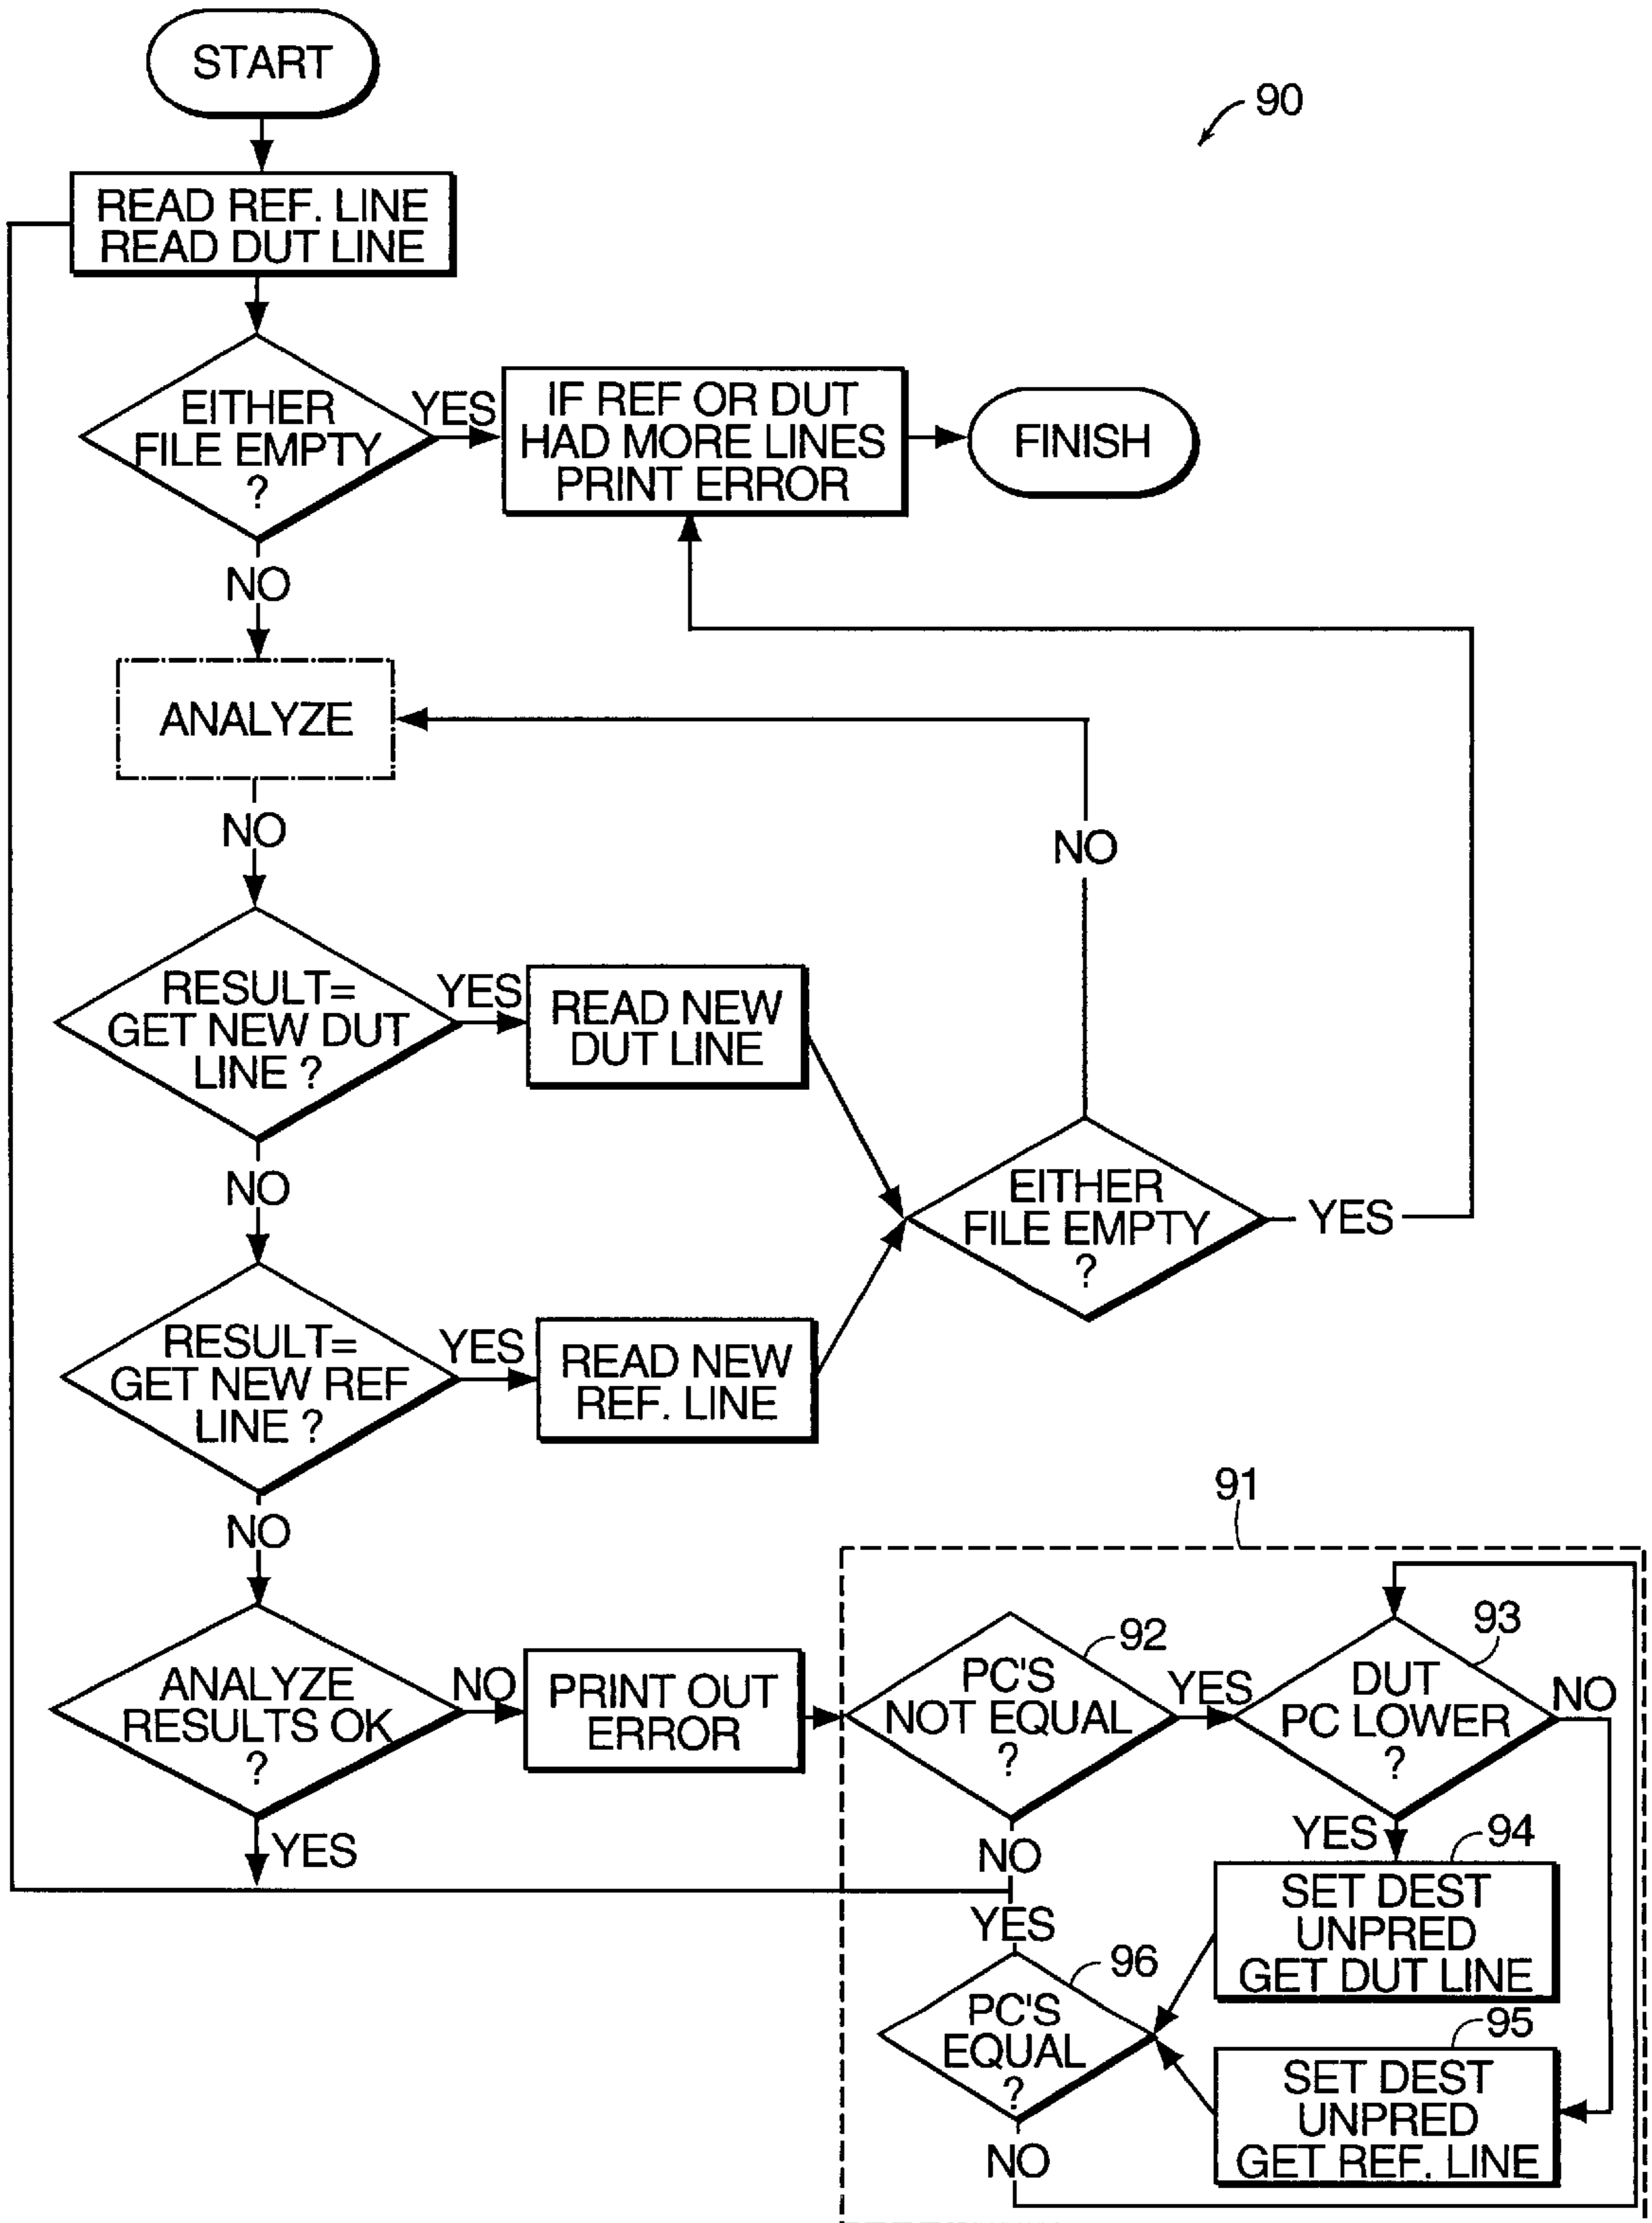 START
90
READ REF. LINE
READ DUT LINE
EITHER
FILE EMPTY
?
YES
IF REF OR DUT
HAD MORE LINES
PRINT ERROR
FINISH
NO
ANALYZE
NO
NO
RESULT=
GET NEW DUT
LINE ?
YES
READ NEW
DUT LINE
NO
EITHER
FILE EMPTY
?
YES
RESULT=
GET NEW REF
LINE ?
YES
READ NEW
REF. LINE
NO
91
ANALYZE
RESULTS OK
?
NO
PRINT OUT
ERROR
PC'S
NOT EQUAL
?
92
YES
DUT
PC LOWER
?
93
NO
YES
NO
YES
94
SET DEST
UNPRED
GET DUT LINE
YES
96
PC'S
EQUAL
?
95
SET DEST
UNPRED
GET REF. LINE
NO